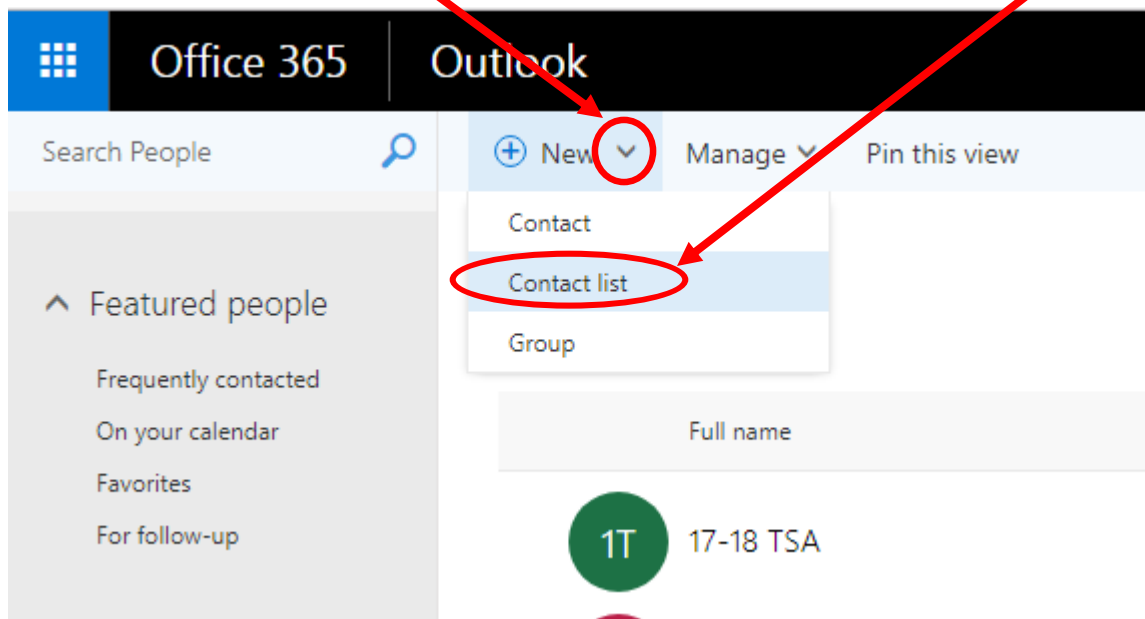 Office 365 Outlook
Search People
New Manage Pin this view
Contact
Contact list
Group
Featured people
Frequently contacted
On your calendar
Favorites
For follow-up
Full name
1T 17-18 TSA